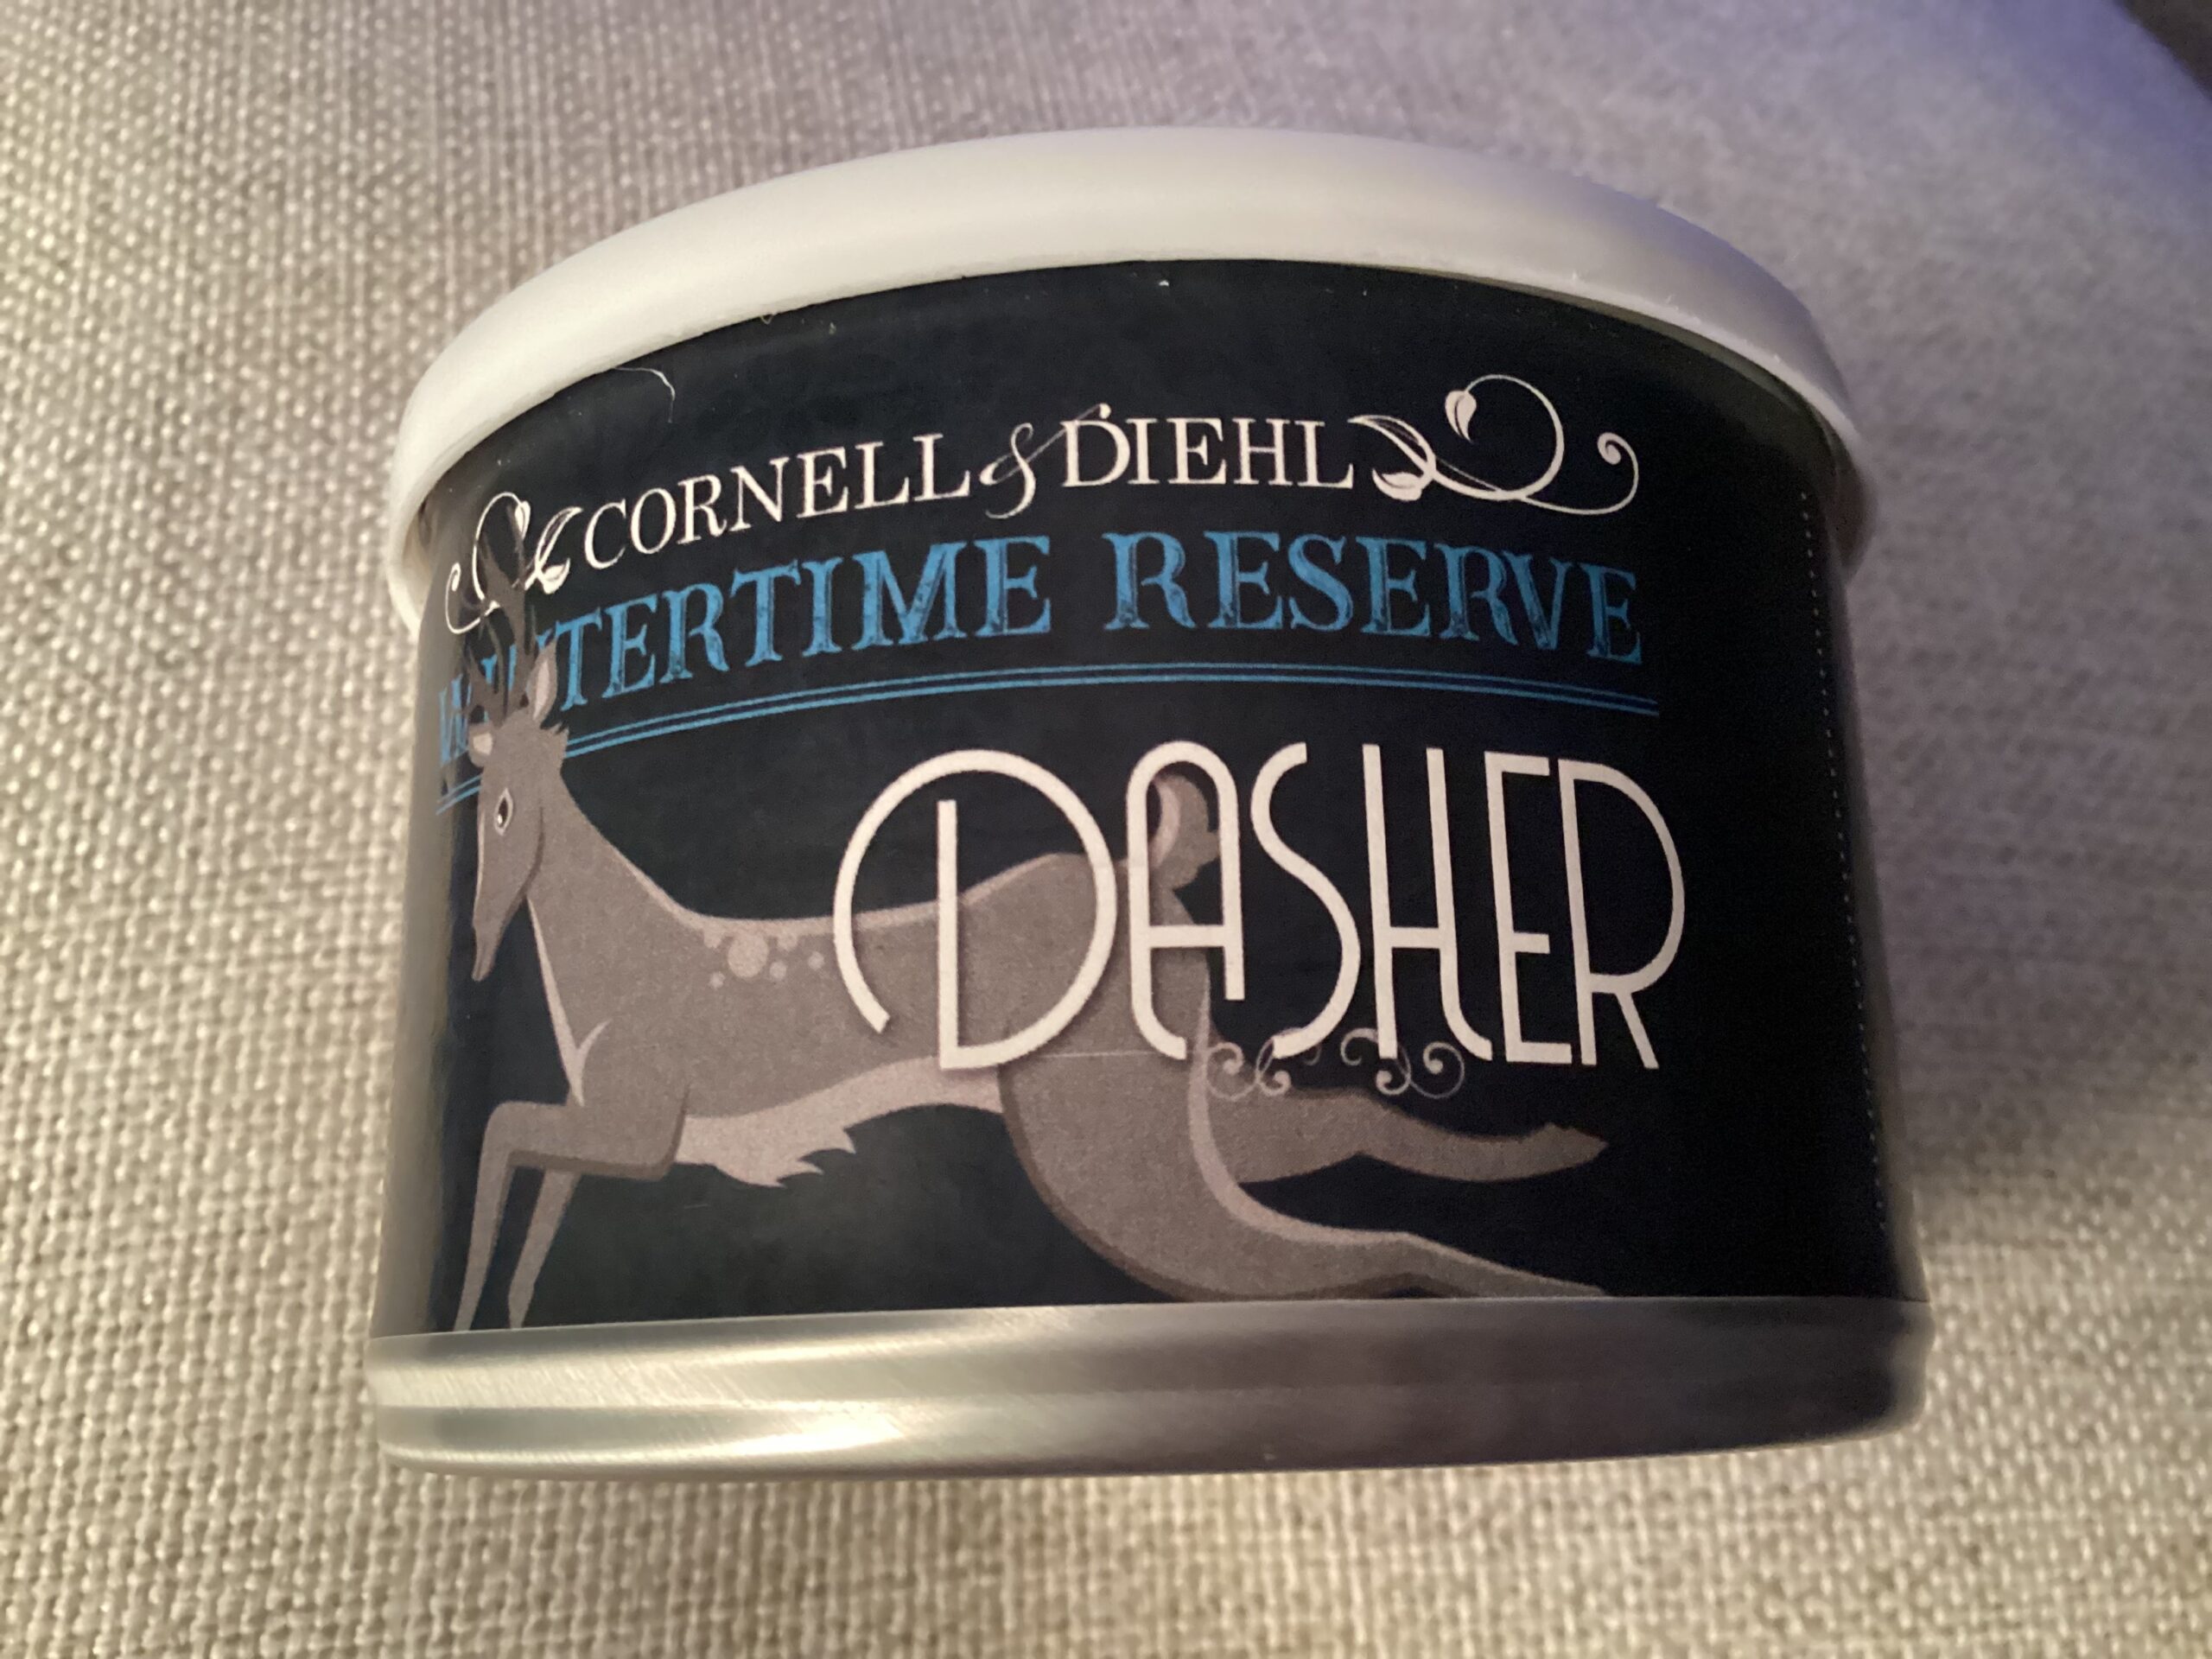 CORNELL & DIEHL
WINTERTIME RESERVE
DASHER